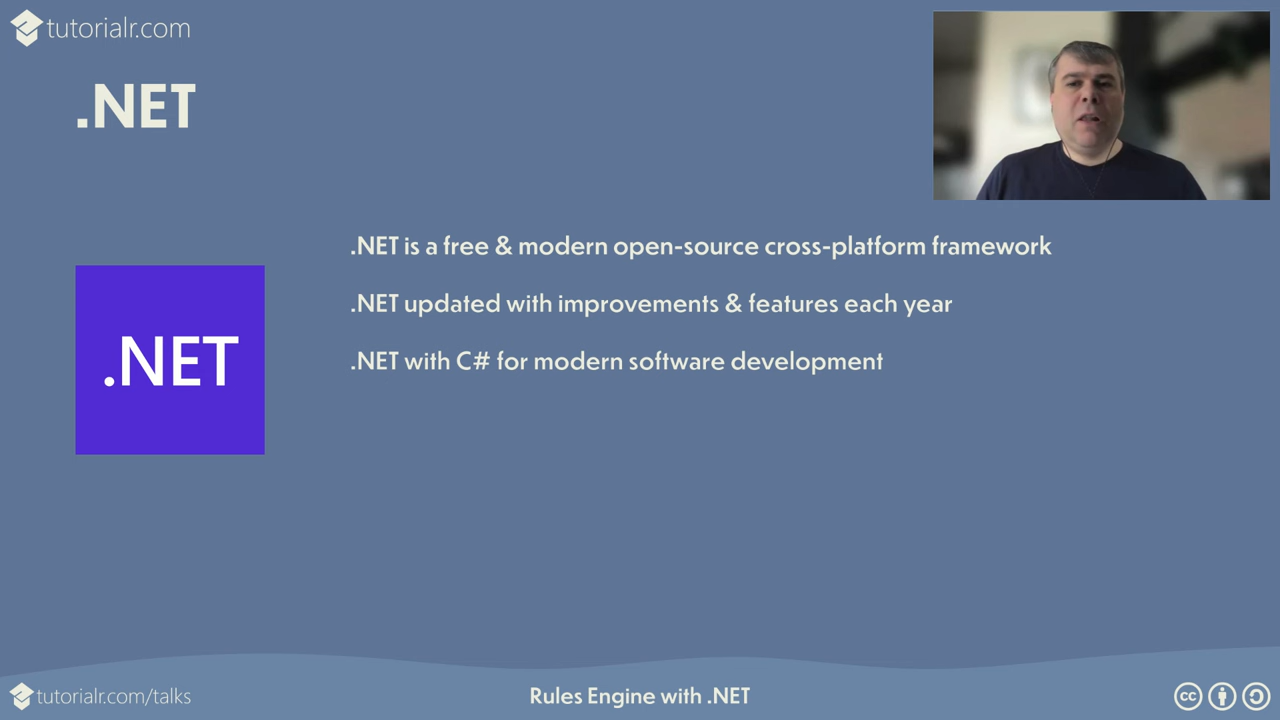 tutorialr.com
.NET
.NET is a free & modern open-source cross-platform framework
.NET updated with improvements & features each year
.NET
.NET with C# for modern software development
tutorialr.com/talks
Rules Engine with .NET
cc